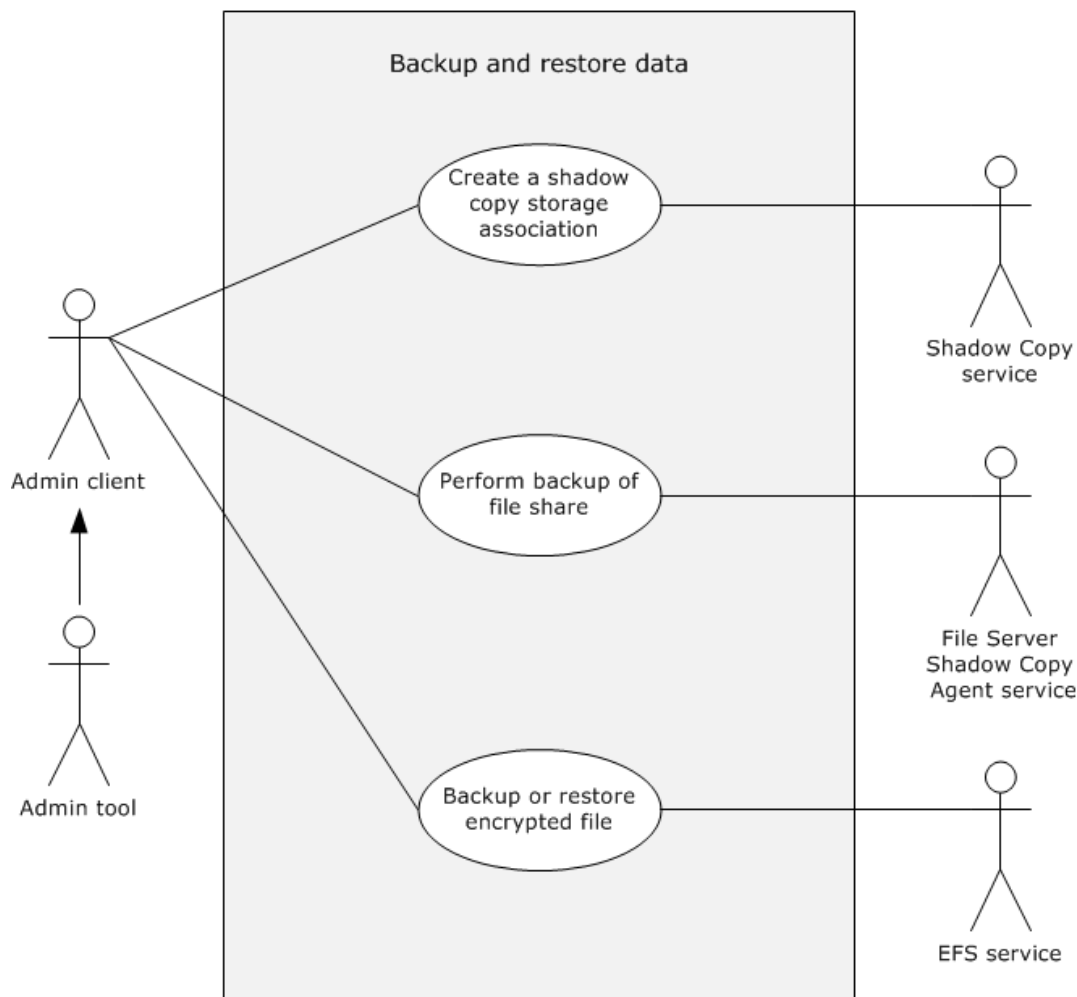 Backup and restore data
Create a shadow
copy storage
association
Shadow Copy
service
Admin client
Perform backup of
file share
File Server
Shadow Copy
Agent service
Admin tool
Backup or restore
encrypted file
EFS service